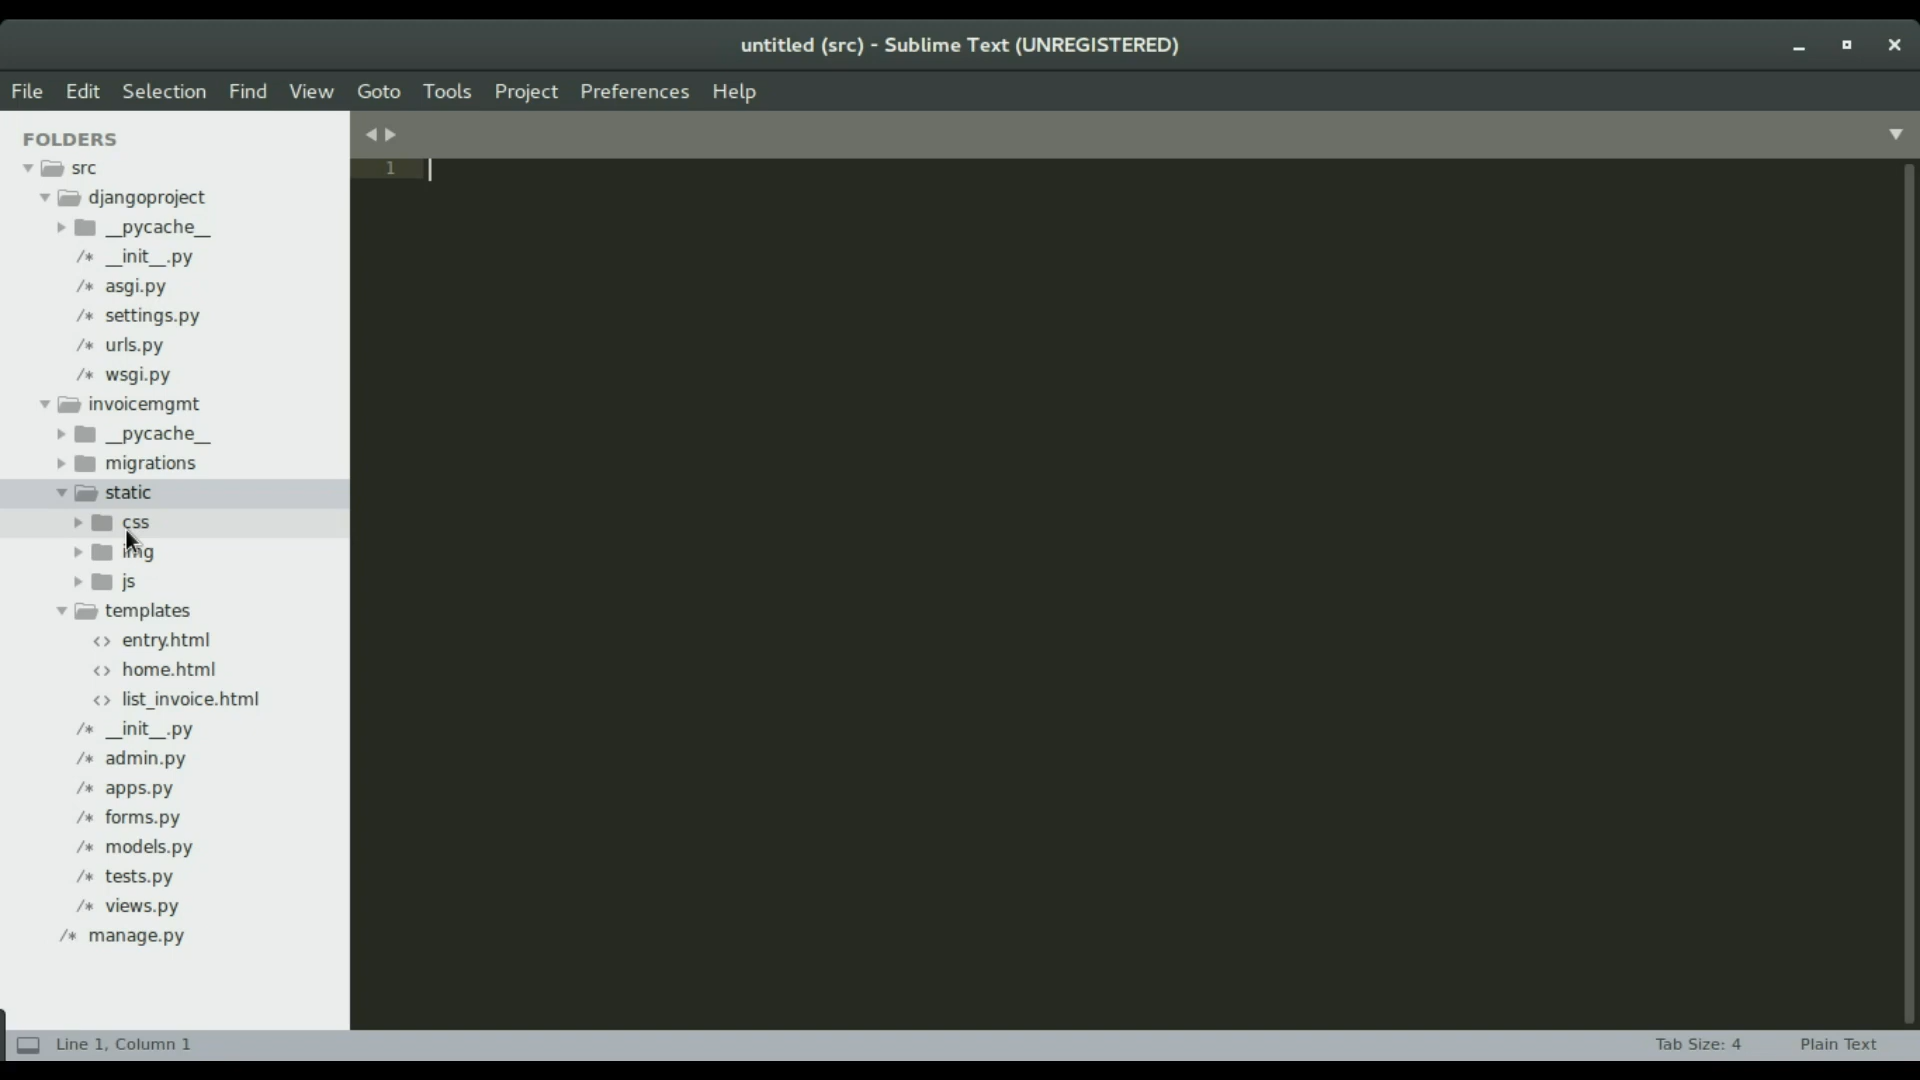 untitled (src) - Sublime Text (UNREGISTERED)
File Edit Selection Find View Goto Tools Project Preferences Help
FOLDERS
src
djangoproject
__pycache__
/* __init__.py
/* asgi.py
/* settings.py
/* urls.py
/* wsgi.py
invoicemgmt
__pycache__
migrations
static
css
img
js
templates
<> entry.html
<> home.html
<> list_invoice.html
/* __init__.py
/* admin.py
/* apps.py
/* forms.py
/* models.py
/* tests.py
/* views.py
/* manage.py
1
Line 1, Column 1
Tab Size: 4 Plain Text